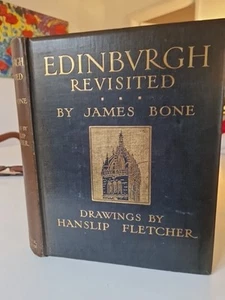 EDINBVRGH
REVISITED
BY JAMES BONE
DRAWINGS BY
HANSLIP FLETCHER